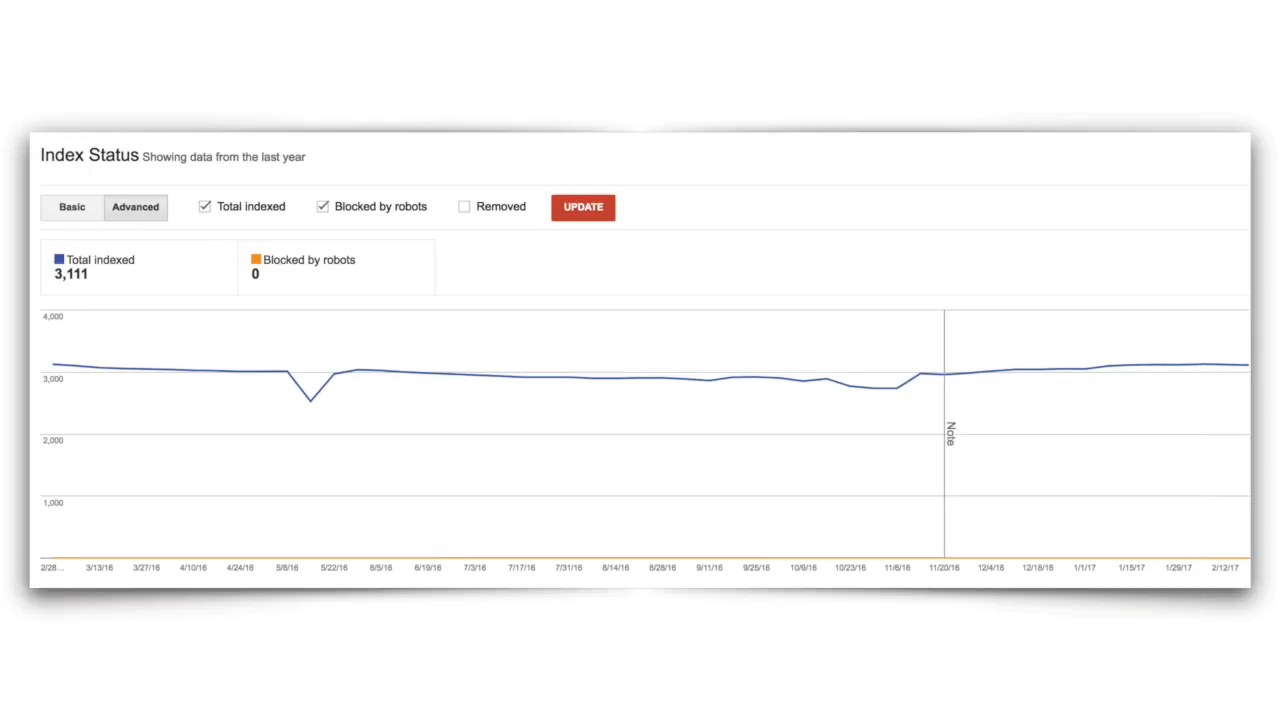 Index Status Showing data from the last year
Basic Advanced Total indexed Blocked by robots Removed UPDATE
Total indexed Blocked by robots
3,111 0
4,000
3,000
2,000
1,000
Note
2/28... 3/13/16 3/27/16 4/10/16 4/24/16 5/8/16 5/22/16 6/5/16 6/19/16 7/3/16 7/17/16 7/31/16 8/14/16 8/28/16 9/11/16 9/25/16 10/9/16 10/23/16 11/6/16 11/20/16 12/4/16 12/18/16 1/1/17 1/15/17 1/29/17 2/12/17